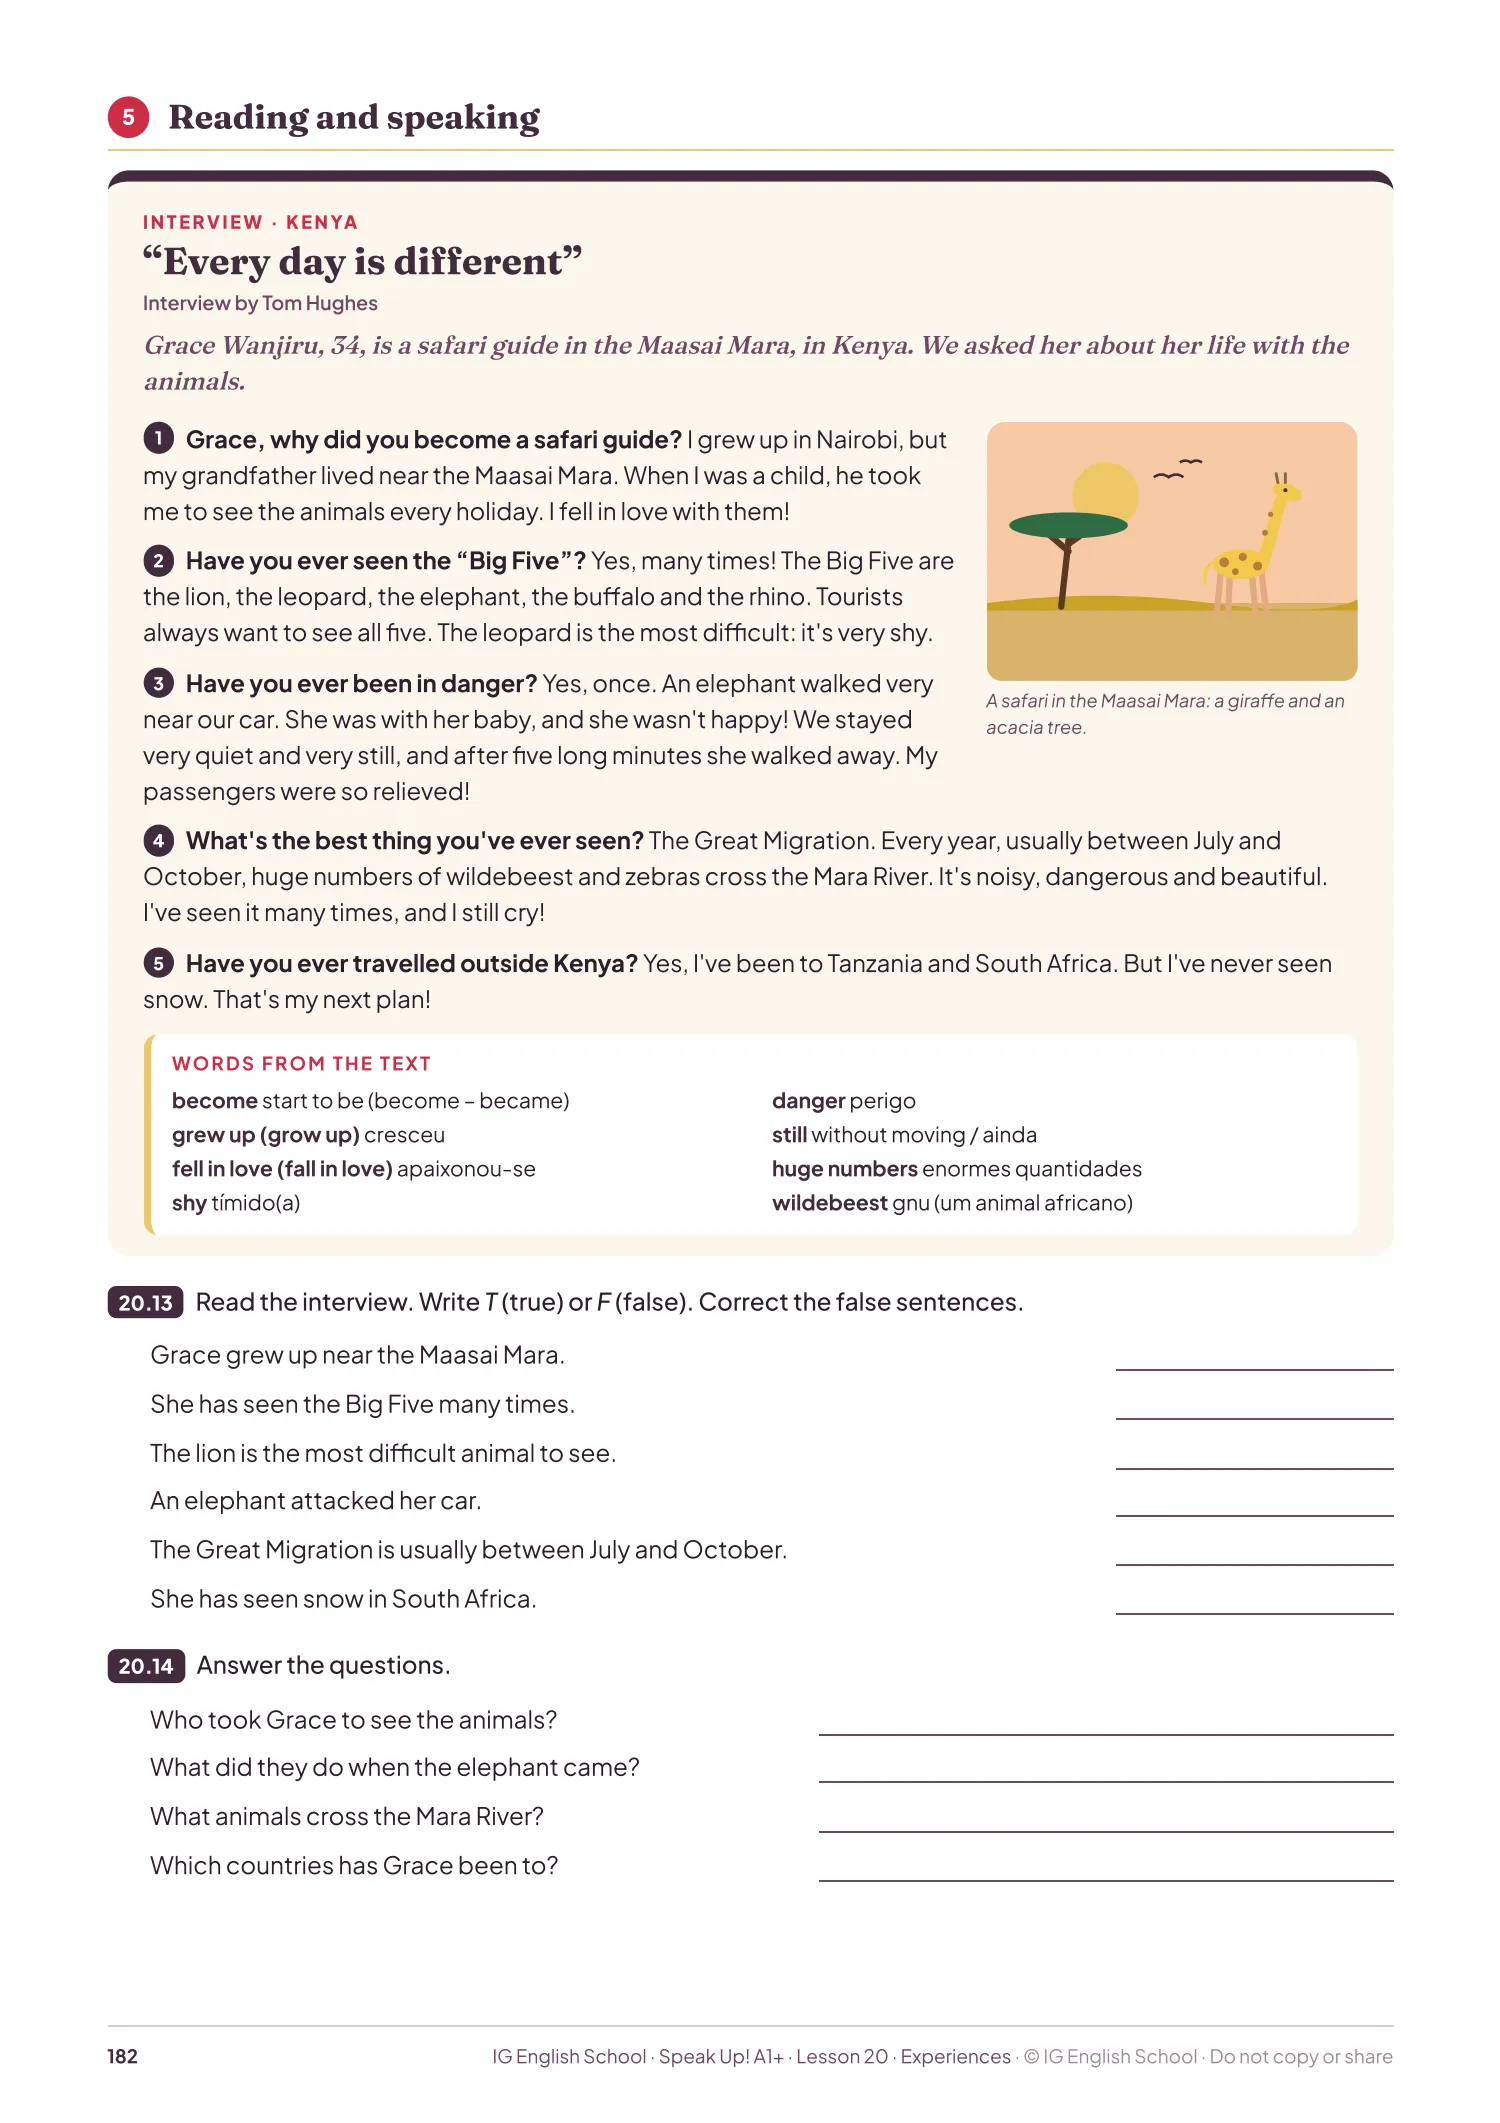 5 Reading and speaking
INTERVIEW · KENYA
“Every day is different”
Interview by Tom Hughes
Grace Wanjiru, 34, is a safari guide in the Maasai Mara, in Kenya. We asked her about her life with the
animals.
1 Grace, why did you become a safari guide? I grew up in Nairobi, but
my grandfather lived near the Maasai Mara. When I was a child, he took
me to see the animals every holiday. I fell in love with them!
2 Have you ever seen the “Big Five”? Yes, many times! The Big Five are
the lion, the leopard, the elephant, the buffalo and the rhino. Tourists
always want to see all five. The leopard is the most difficult: it's very shy.
3 Have you ever been in danger? Yes, once. An elephant walked very
near our car. She was with her baby, and she wasn't happy! We stayed
very quiet and very still, and after five long minutes she walked away. My
passengers were so relieved!
A safari in the Maasai Mara: a giraffe and an
acacia tree.
4 What's the best thing you've ever seen? The Great Migration. Every year, usually between July and
October, huge numbers of wildebeest and zebras cross the Mara River. It's noisy, dangerous and beautiful.
I've seen it many times, and I still cry!
5 Have you ever travelled outside Kenya? Yes, I've been to Tanzania and South Africa. But I've never seen
snow. That's my next plan!
WORDS FROM THE TEXT
become start to be (become – became)
grew up (grow up) cresceu
fell in love (fall in love) apaixonou-se
shy tímido(a)
danger perigo
still without moving / ainda
huge numbers enormes quantidades
wildebeest gnu (um animal africano)
20.13 Read the interview. Write T (true) or F (false). Correct the false sentences.
Grace grew up near the Maasai Mara.
She has seen the Big Five many times.
The lion is the most difficult animal to see.
An elephant attacked her car.
The Great Migration is usually between July and October.
She has seen snow in South Africa.
20.14 Answer the questions.
Who took Grace to see the animals?
What did they do when the elephant came?
What animals cross the Mara River?
Which countries has Grace been to?
182 IG English School · Speak Up! A1+ · Lesson 20 · Experiences · © IG English School · Do not copy or share